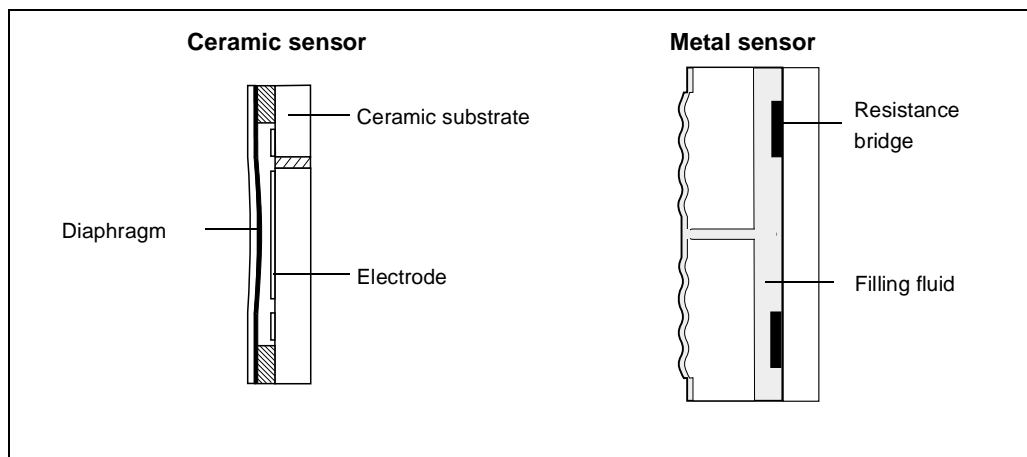 Ceramic sensor
Ceramic substrate
Diaphragm
Electrode
Metal sensor
Resistance
bridge
Filling fluid